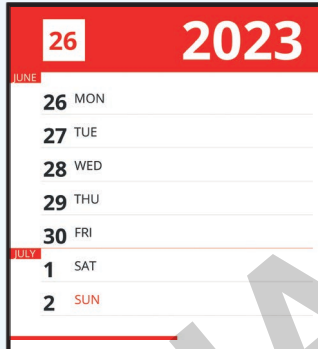 26 2023
JUNE
26 MON
27 TUE
28 WED
29 THU
30 FRI
JULY
1 SAT
2 SUN